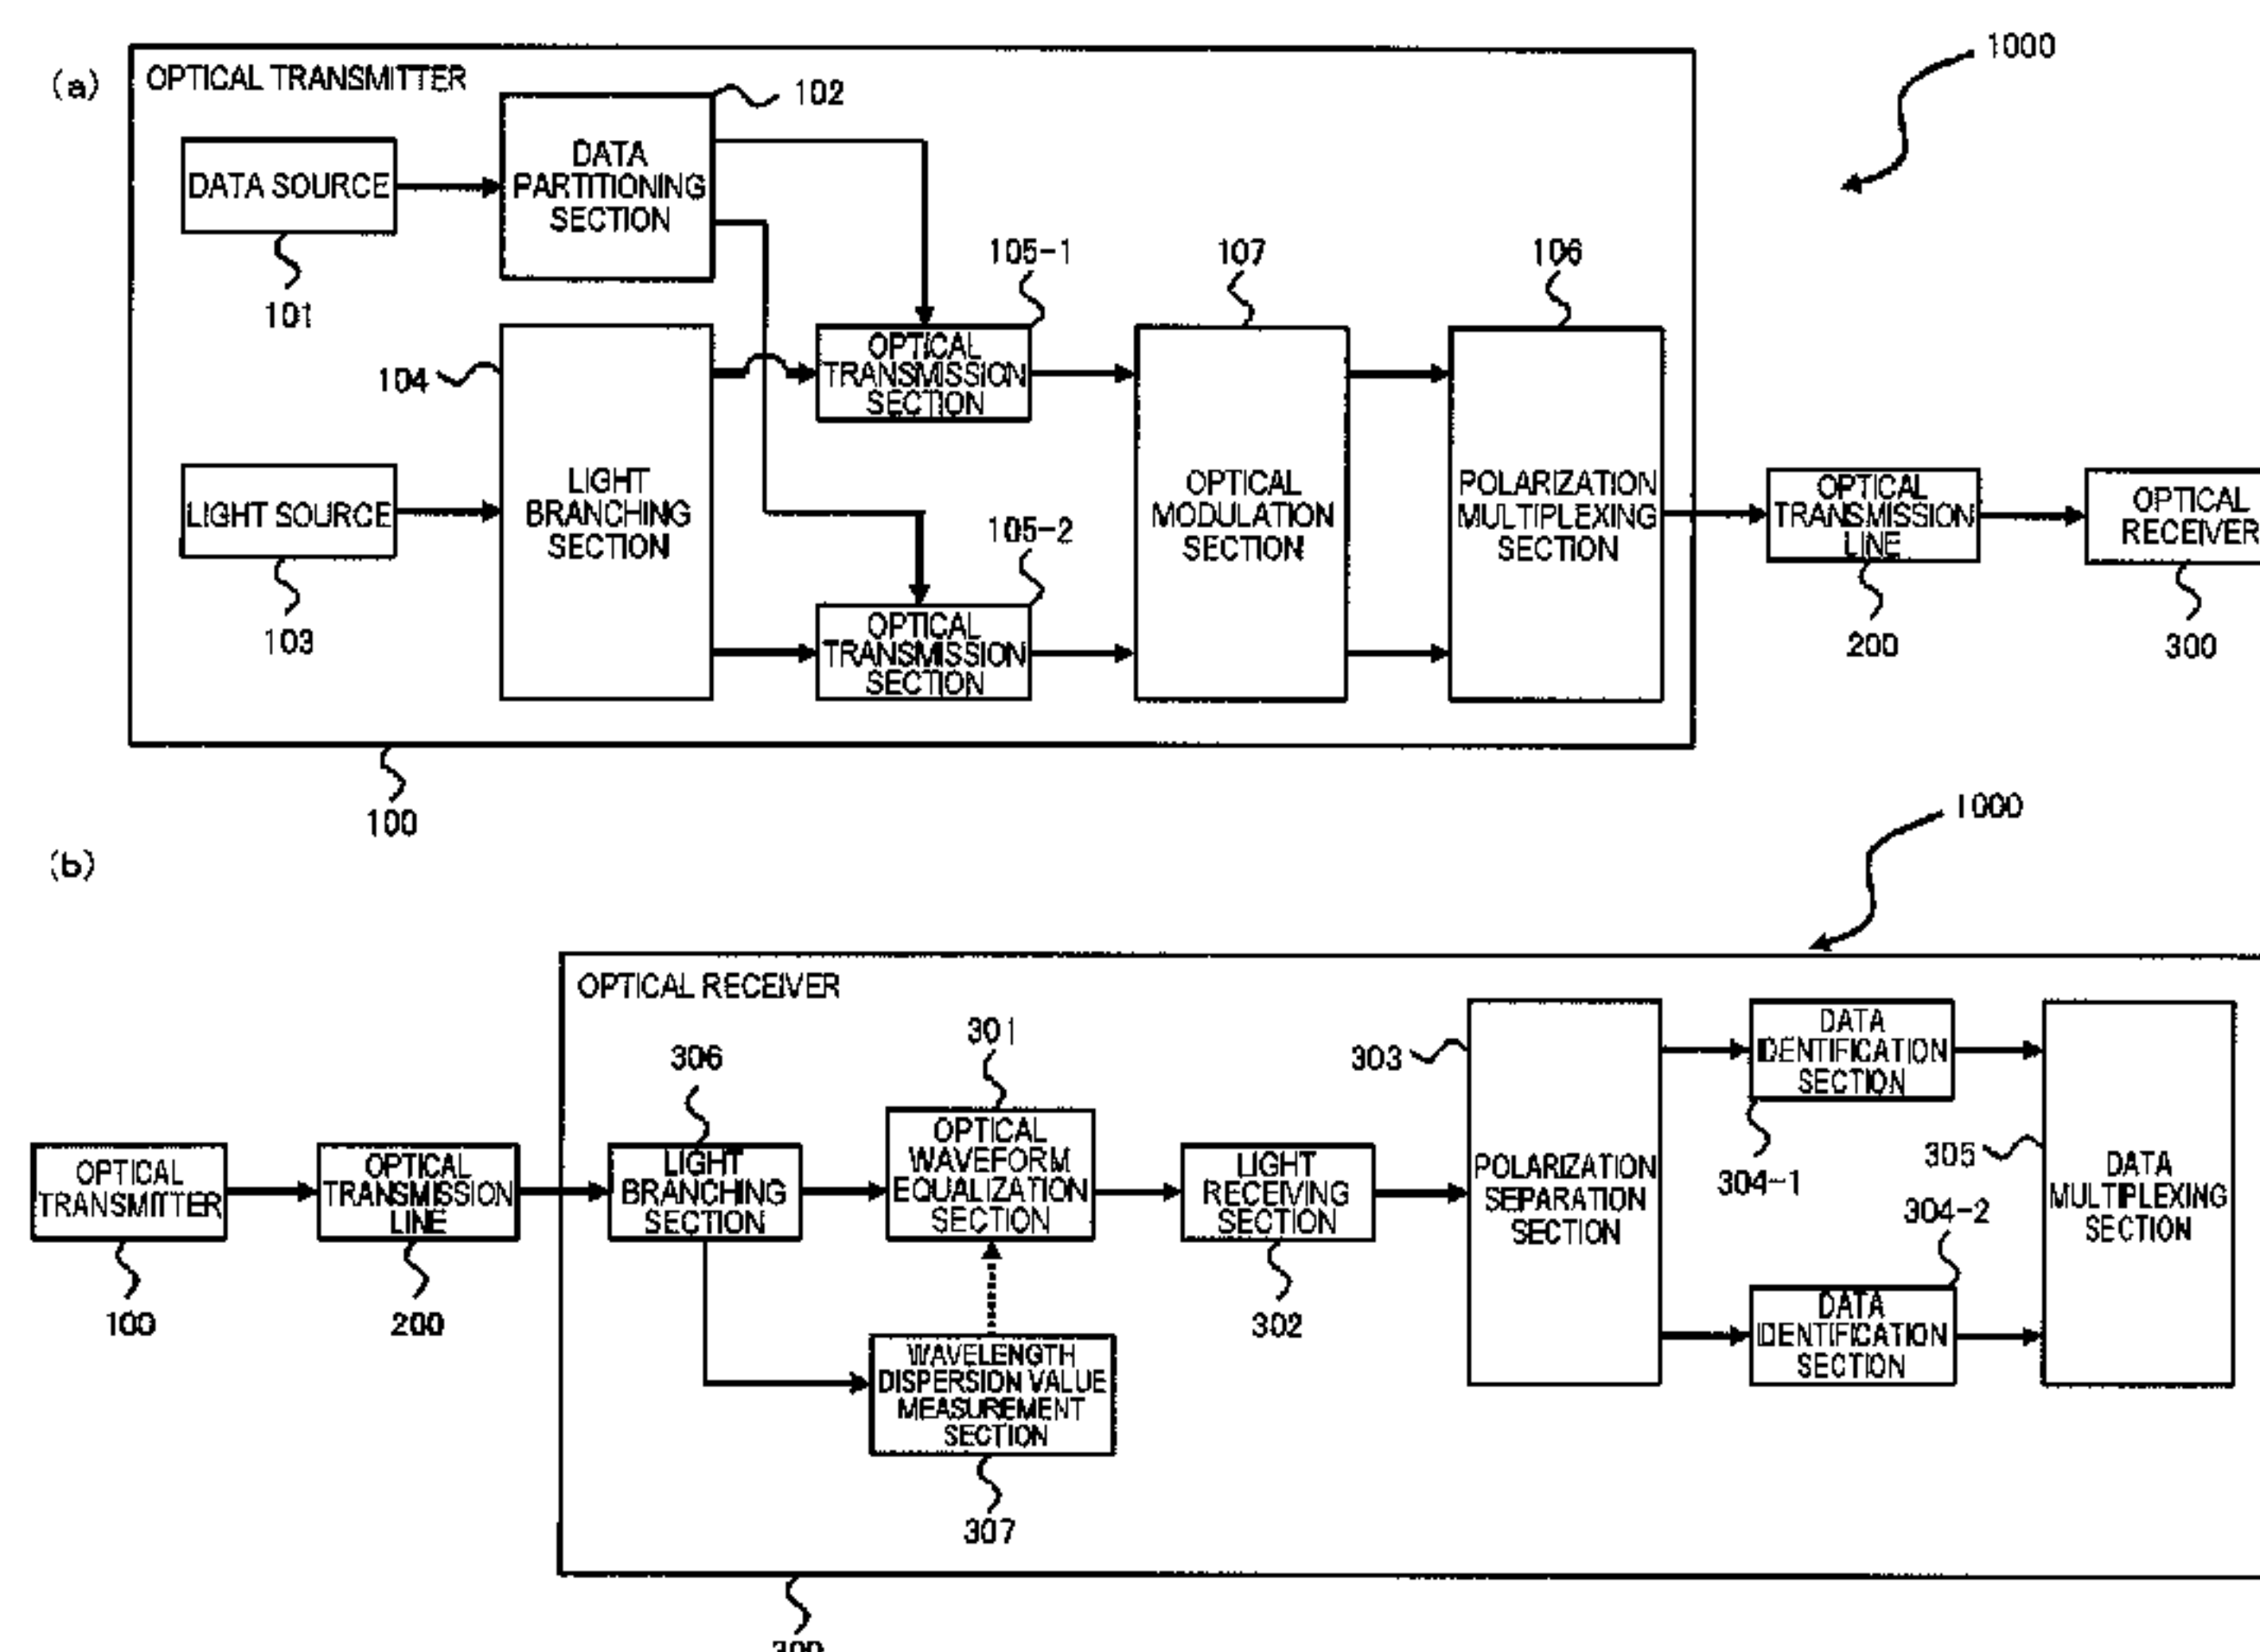 (a)
OPTICAL TRANSMITTER
1000
102
DATA SOURCE
DATA
PARTITIONING
SECTION
101
105-1
107
106
104
OPTICAL
TRANSMISSION
SECTION
LIGHT SOURCE
LIGHT
BRANCHING
SECTION
OPTICAL
MODULATION
SECTION
POLARIZATION
MULTIPLEXING
SECTION
OPTICAL
TRANSMISSION
LINE
OPTICAL
RECEIVER
105-2
103
OPTICAL
TRANSMISSION
SECTION
200
300
100
1000
(b)
OPTICAL RECEIVER
306
301
303
DATA
IDENTIFICATION
SECTION
OPTICAL
TRANSMITTER
OPTICAL
TRANSMISSION
LINE
LIGHT
BRANCHING
SECTION
OPTICAL
WAVEFORM
EQUALIZATION
SECTION
LIGHT
RECEIVING
SECTION
POLARIZATION
SEPARATION
SECTION
304-1
305
DATA
MULTIPLEXING
SECTION
304-2
100
200
302
DATA
IDENTIFICATION
SECTION
WAVELENGTH
DISPERSION VALUE
MEASUREMENT
SECTION
307